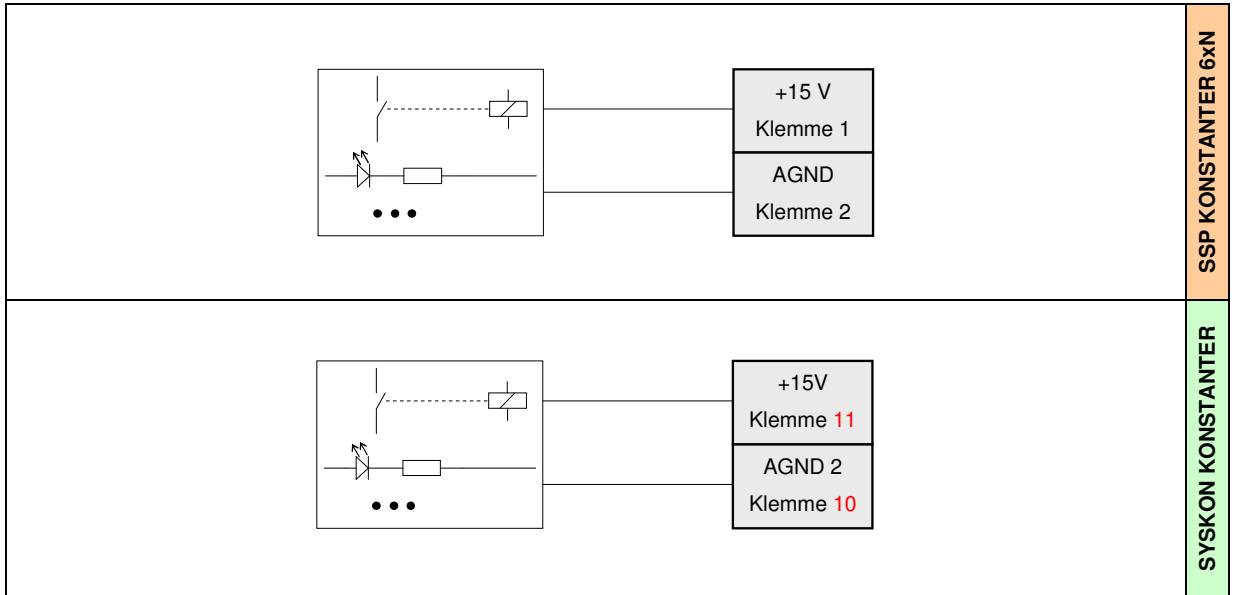 +15 V
Klemme 1
AGND
Klemme 2
SSP KONSTANTER 6xN
+15V
Klemme 11
AGND 2
Klemme 10
SYSKON KONSTANTER